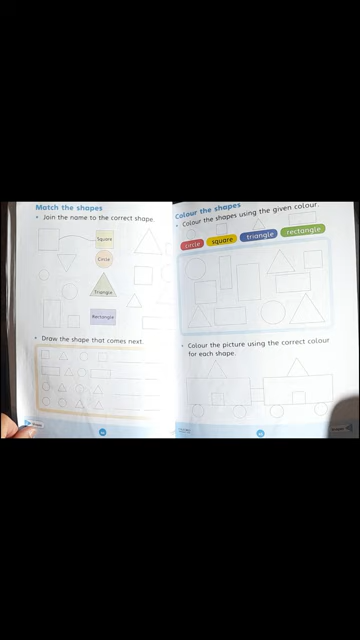 Match the shapes
• Join the name to the correct shape.
Square
Circle
Triangle
Rectangle
• Draw the shape that comes next.
Colour the shapes
• Colour the shapes using the given colour.
circle
square
triangle
rectangle
• Colour the picture using the correct colour
for each shape.